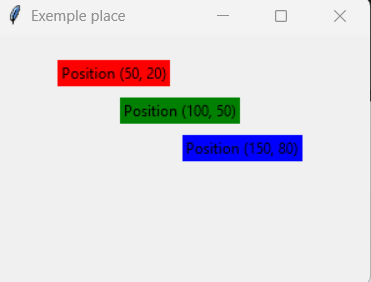 Exemple place
Position (50, 20)
Position (100, 50)
Position (150, 80)